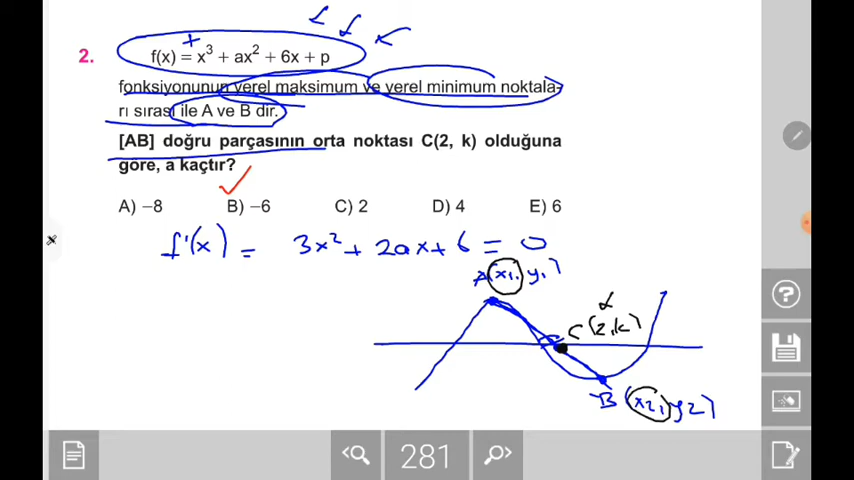 2.
f(x) = x³ + ax² + 6x + p
fonksiyonunun yerel maksimum ve yerel minimum noktala-
rı sırası ile A ve B dir.
[AB] doğru parçasının orta noktası C(2, k) olduğuna
göre, a kaçtır?
A) −8 B) −6 C) 2 D) 4 E) 6
f'(x) = 3x² + 2ax + 6 = 0
A(x1, y1)
C(2,k)
B(x2, y2)
281